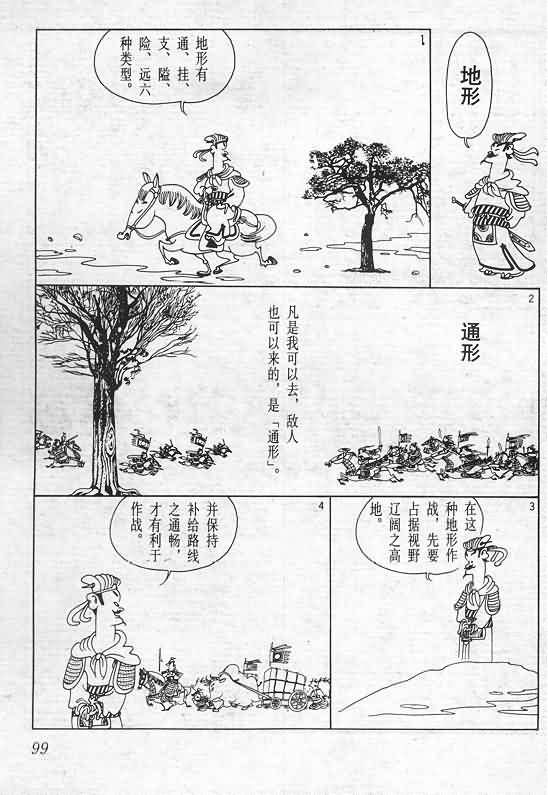 地形
1
地形有
通、挂、
支、隘、
险、远六
种类型。
2
通形
凡是我可以去，敌人
也可以来的，是「通形」。
3
在这
种地形作
战，先要
占据视野
辽阔之高
地。
4
并保持
补给路线
之通畅，
才有利于
作战。
99